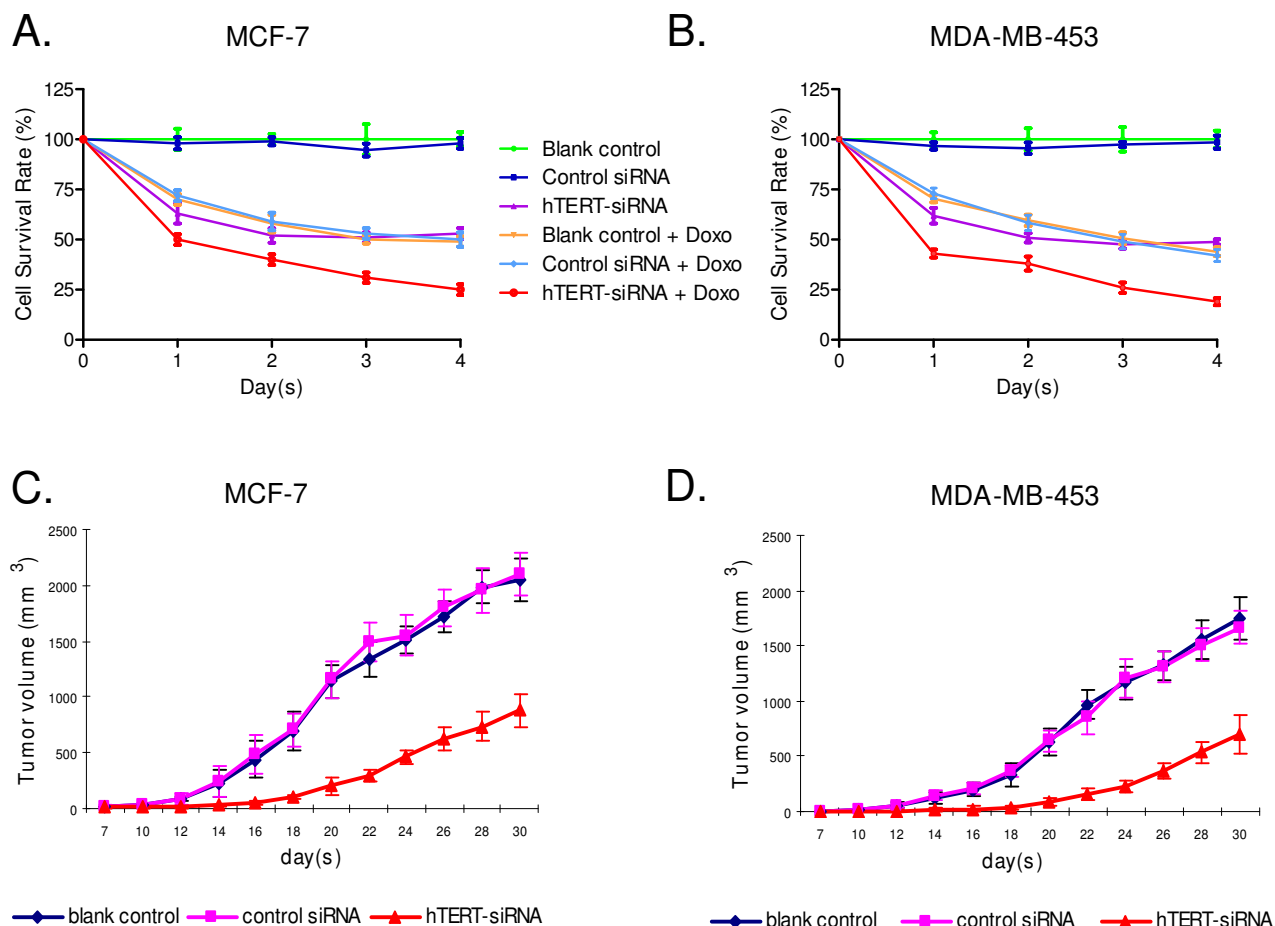 A.
MCF-7
Cell Survival Rate (%)
125
100
75
50
25
0
0 1 2 3 4
Day(s)
Blank control
Control siRNA
hTERT-siRNA
Blank control + Doxo
Control siRNA + Doxo
hTERT-siRNA + Doxo
B.
MDA-MB-453
Cell Survival Rate (%)
125
100
75
50
25
0
0 1 2 3 4
Day(s)
C.
MCF-7
Tumor volume (mm 3)
2500
2000
1500
1000
500
0
7 10 12 14 16 18 20 22 24 26 28 30
day(s)
blank control control siRNA hTERT-siRNA
D.
MDA-MB-453
Tumor volume (mm 3)
2500
2000
1500
1000
500
0
7 10 12 14 16 18 20 22 24 26 28 30
day(s)
blank control control siRNA hTERT-siRNA